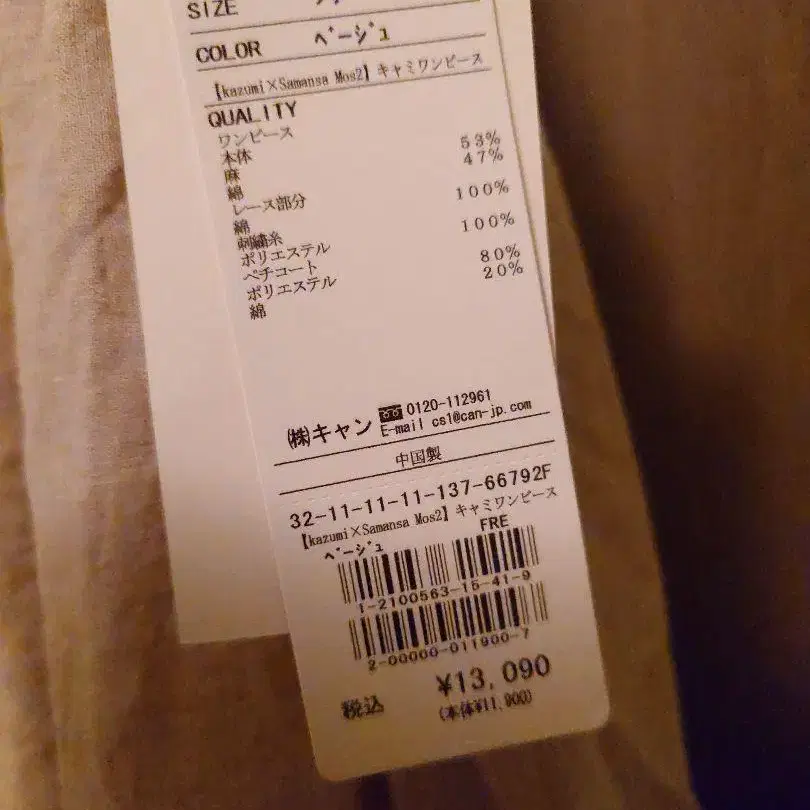 SIZE
COLOR ベージュ
【kazumi×Samansa Mos2】キャミワンピース
QUALITY
ワンピース
本体
麻 53%
綿 47%
レース部分
綿 100%
刺繍糸
ポリエステル 100%
ペチコート
ポリエステル 80%
綿 20%
㈱キャン 0120-112961
E-mail cs1@can-jp.com
中国製
32-11-11-11-137-66792F
【kazumi×Samansa Mos2】キャミワンピース
ベージュ FRE
1-2100563-15-41-9
2-00000-011900-7
税込 ¥13,090
(本体¥11,900)